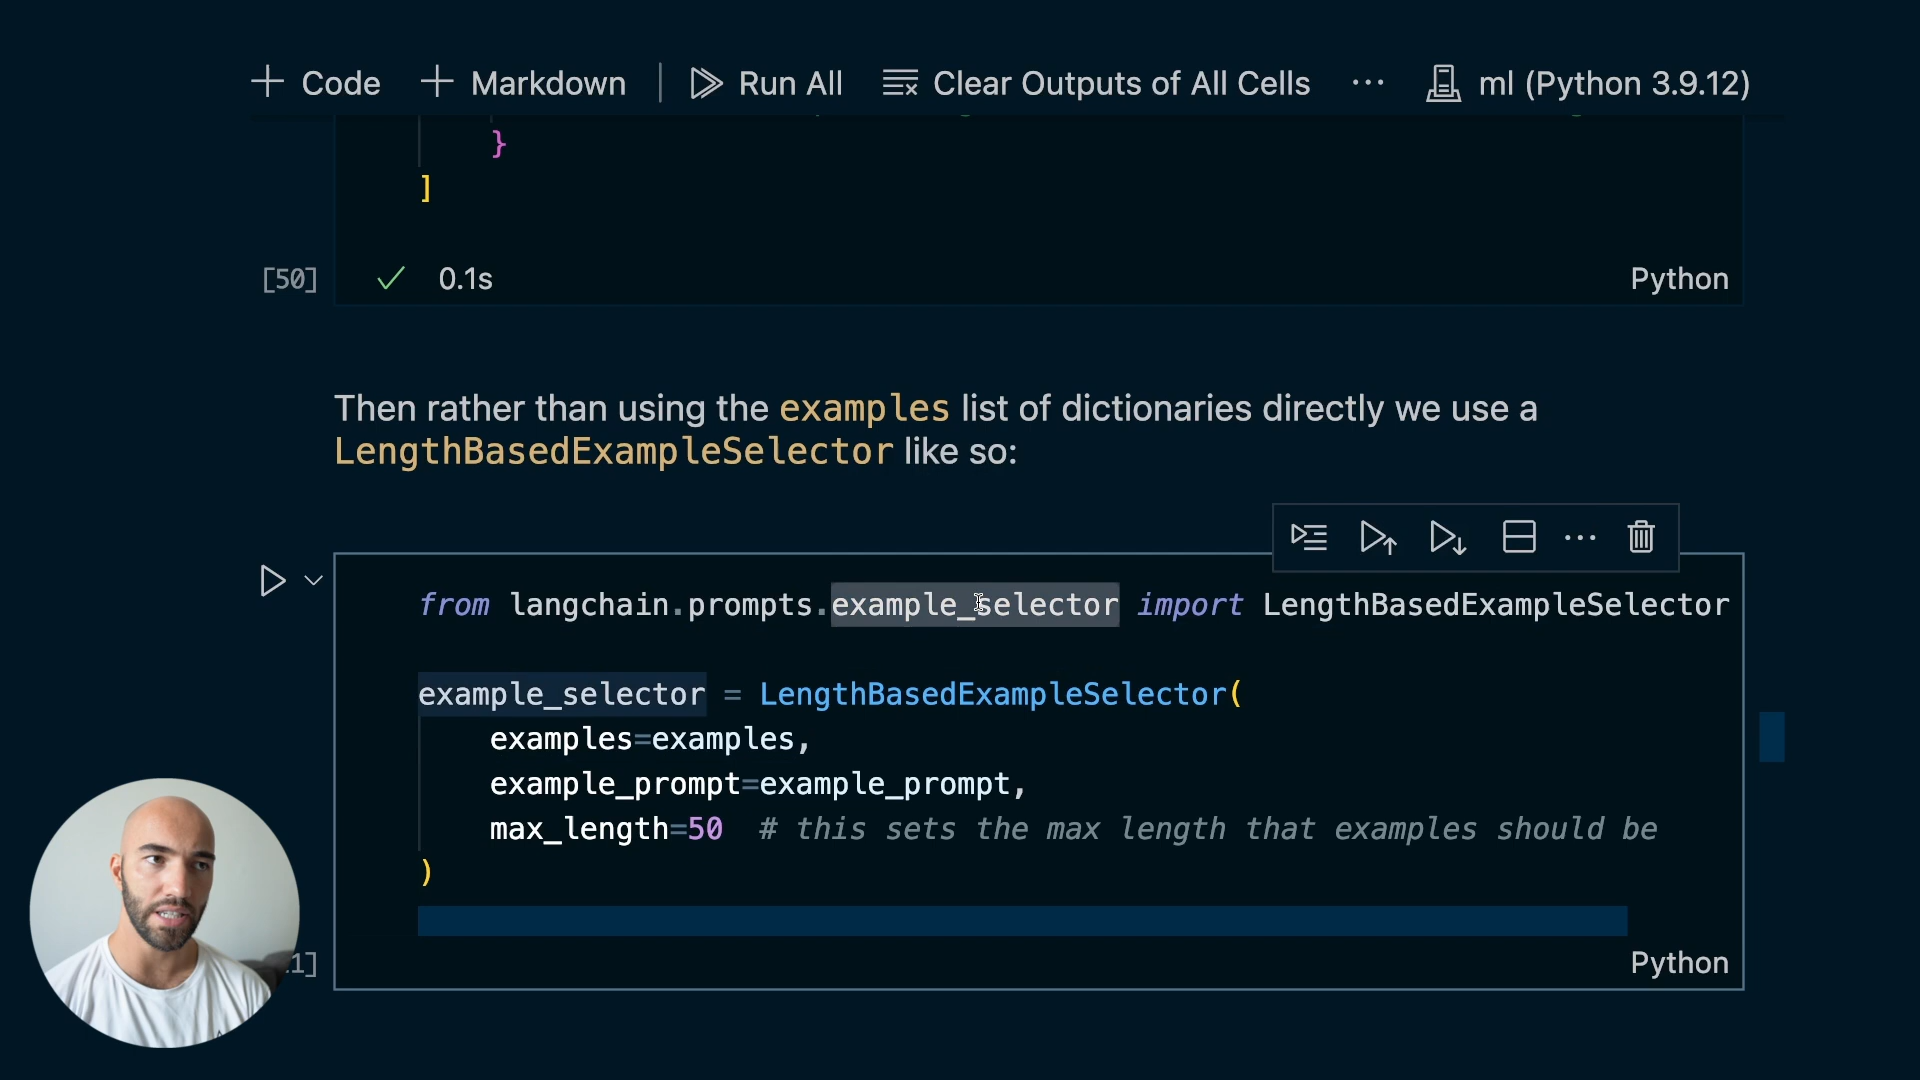 Code Markdown Run All Clear Outputs of All Cells ... ml (Python 3.9.12)
}
]
[50] 0.1s Python
Then rather than using the examples list of dictionaries directly we use a
LengthBasedExampleSelector like so:
from langchain.prompts.example_selector import LengthBasedExampleSelector
example_selector = LengthBasedExampleSelector(
examples=examples,
example_prompt=example_prompt,
max_length=50 # this sets the max length that examples should be
)
1] Python